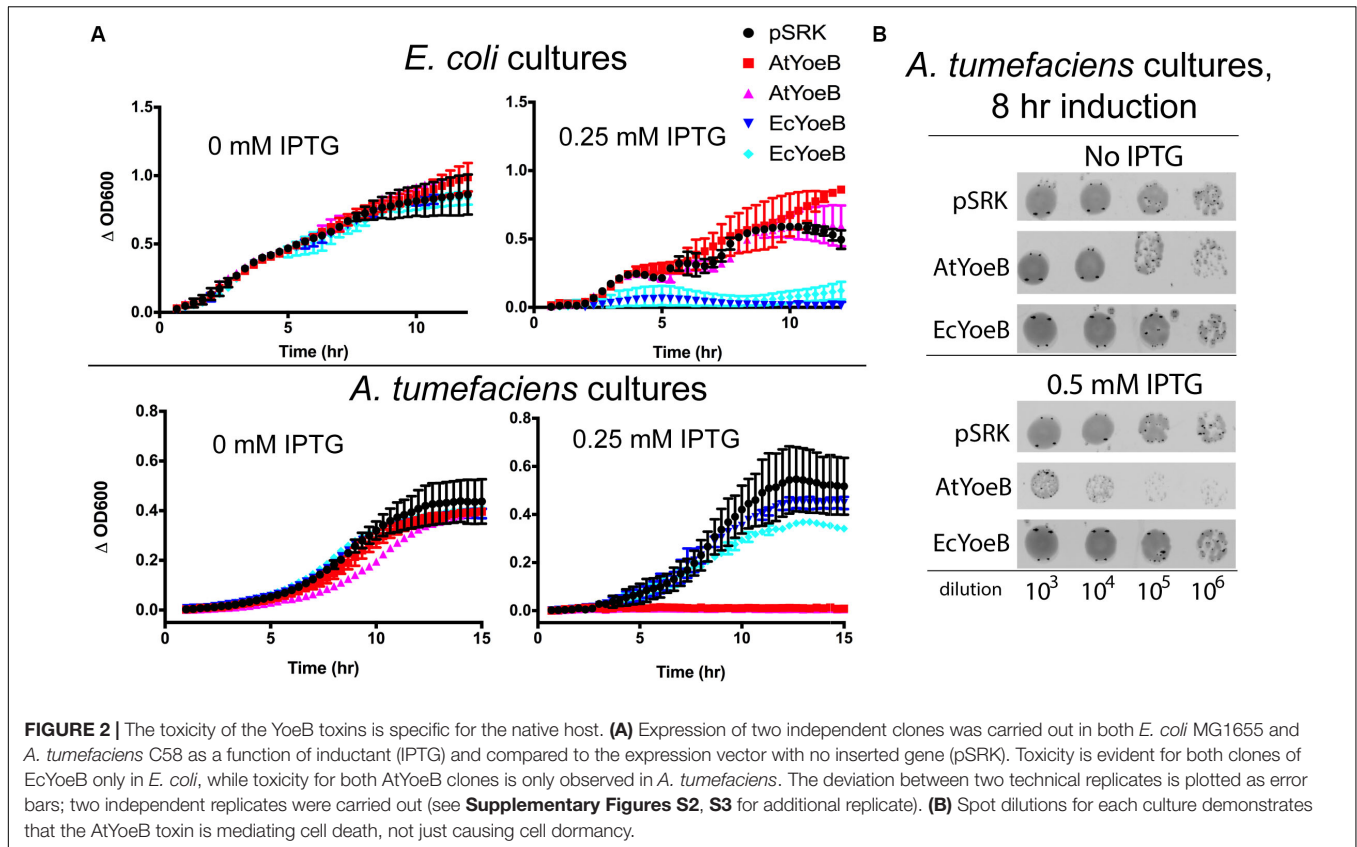 A
E. coli cultures
pSRK
AtYoeB
AtYoeB
EcYoeB
EcYoeB
0 mM IPTG
Δ OD600
1.5
1.0
0.5
0.0
5
10
Time (hr)
0.25 mM IPTG
1.5
1.0
0.5
0.0
0
5
10
Time (hr)
A. tumefaciens cultures
0 mM IPTG
Δ OD600
0.8
0.6
0.4
0.2
0.0
0
5
10
15
Time (hr)
0.25 mM IPTG
0.8
0.6
0.4
0.2
0.0
0
5
10
15
Time (hr)
B
A. tumefaciens cultures,
8 hr induction
No IPTG
pSRK
AtYoeB
EcYoeB
0.5 mM IPTG
pSRK
AtYoeB
EcYoeB
dilution 10³ 10⁴ 10⁵ 10⁶
FIGURE 2 | The toxicity of the YoeB toxins is specific for the native host. (A) Expression of two independent clones was carried out in both E. coli MG1655 and
A. tumefaciens C58 as a function of inductant (IPTG) and compared to the expression vector with no inserted gene (pSRK). Toxicity is evident for both clones of
EcYoeB only in E. coli, while toxicity for both AtYoeB clones is only observed in A. tumefaciens. The deviation between two technical replicates is plotted as error
bars; two independent replicates were carried out (see Supplementary Figures S2, S3 for additional replicate). (B) Spot dilutions for each culture demonstrates
that the AtYoeB toxin is mediating cell death, not just causing cell dormancy.